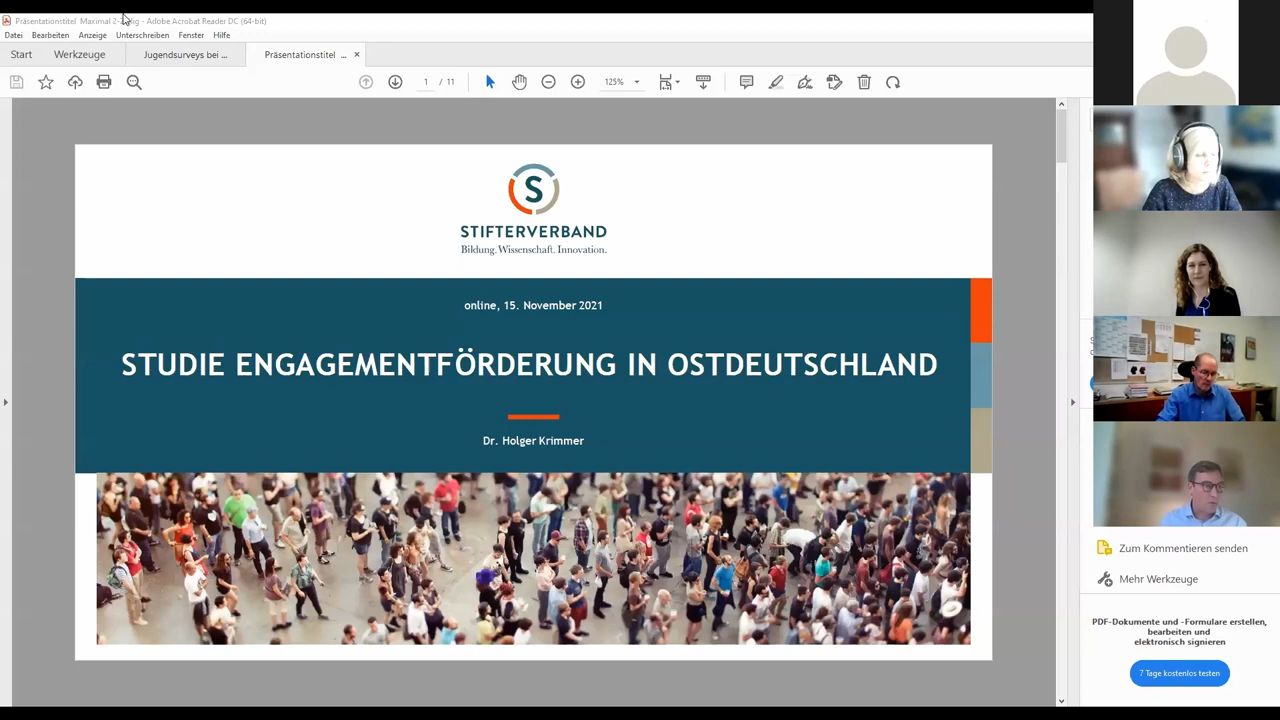 Präsentationstitel Maximal 2- - Adobe Acrobat Reader DC (64-bit)
Datei Bearbeiten Anzeige Unterschreiben Fenster Hilfe
Start Werkzeuge Jugendsurveys bei ... Präsentationstitel ... ×
1 / 11 125%
S
STIFTERVERBAND
Bildung. Wissenschaft. Innovation.
online, 15. November 2021
STUDIE ENGAGEMENTFÖRDERUNG IN OSTDEUTSCHLAND
Dr. Holger Krimmer
Zum Kommentieren senden
Mehr Werkzeuge
PDF-Dokumente und -Formulare erstellen,
bearbeiten und
elektronisch signieren
7 Tage kostenlos testen